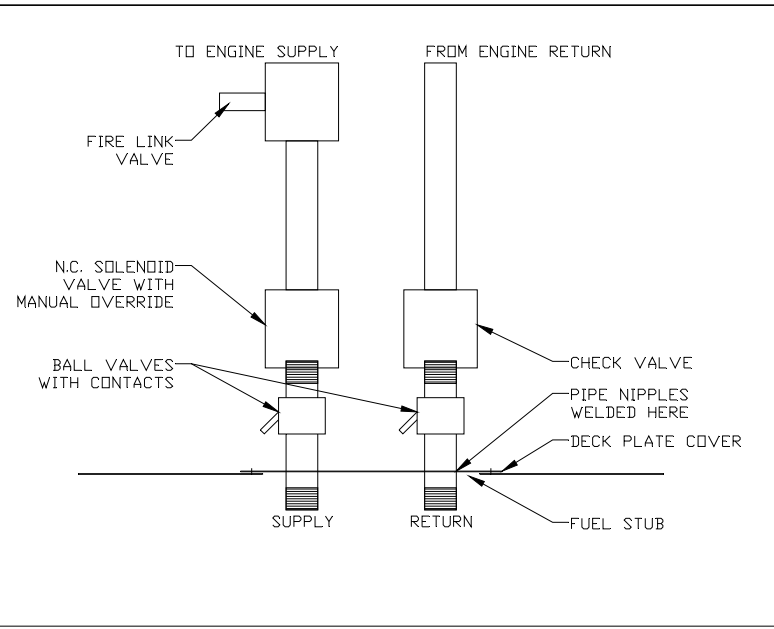 TO ENGINE SUPPLY
FROM ENGINE RETURN
FIRE LINK
VALVE
N.C. SOLENOID
VALVE WITH
MANUAL OVERRIDE
BALL VALVES
WITH CONTACTS
CHECK VALVE
PIPE NIPPLES
WELDED HERE
DECK PLATE COVER
SUPPLY
RETURN
FUEL STUB